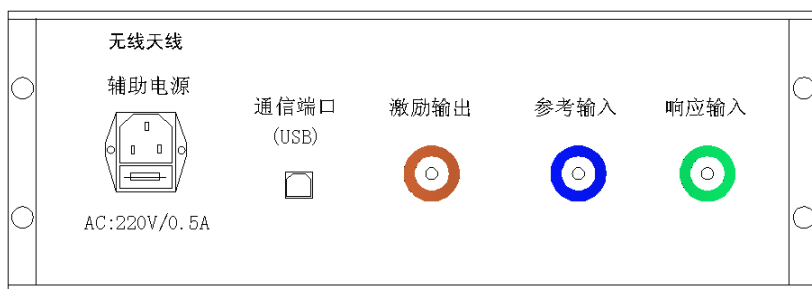 无线天线
辅助电源
通信端口
(USB)
激励输出
参考输入
响应输入
AC:220V/0.5A